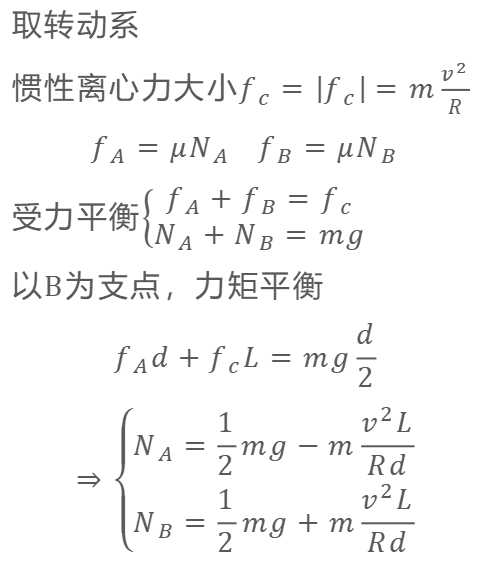 取转动系
惯性离心力大小f_c = |f_c| = m v²/R
f_A = μN_A f_B = μN_B
受力平衡{f_A + f_B = f_c
N_A + N_B = mg
以B为支点，力矩平衡
f_A d + f_c L = mg d/2
⇒ {N_A = 1/2 mg − m v²L/Rd
N_B = 1/2 mg + m v²L/Rd